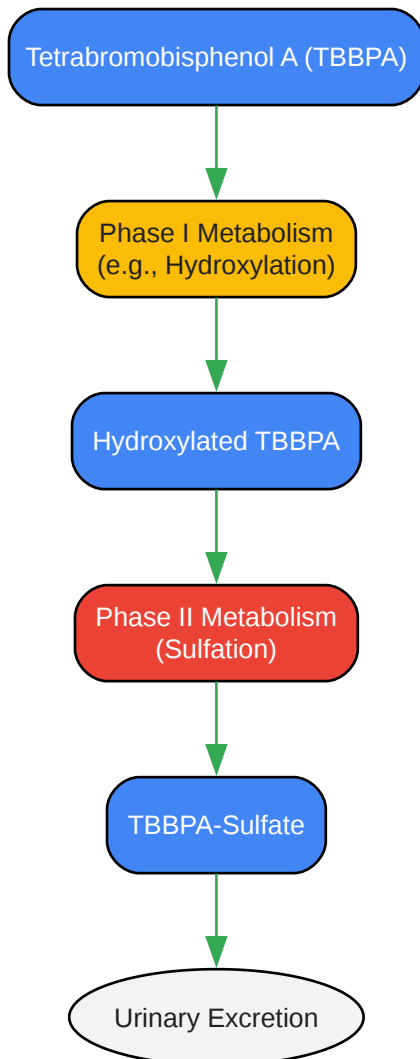 Tetrabromobisphenol A (TBBPA)
Phase I Metabolism
(e.g., Hydroxylation)
Hydroxylated TBBPA
Phase II Metabolism
(Sulfation)
TBBPA-Sulfate
Urinary Excretion